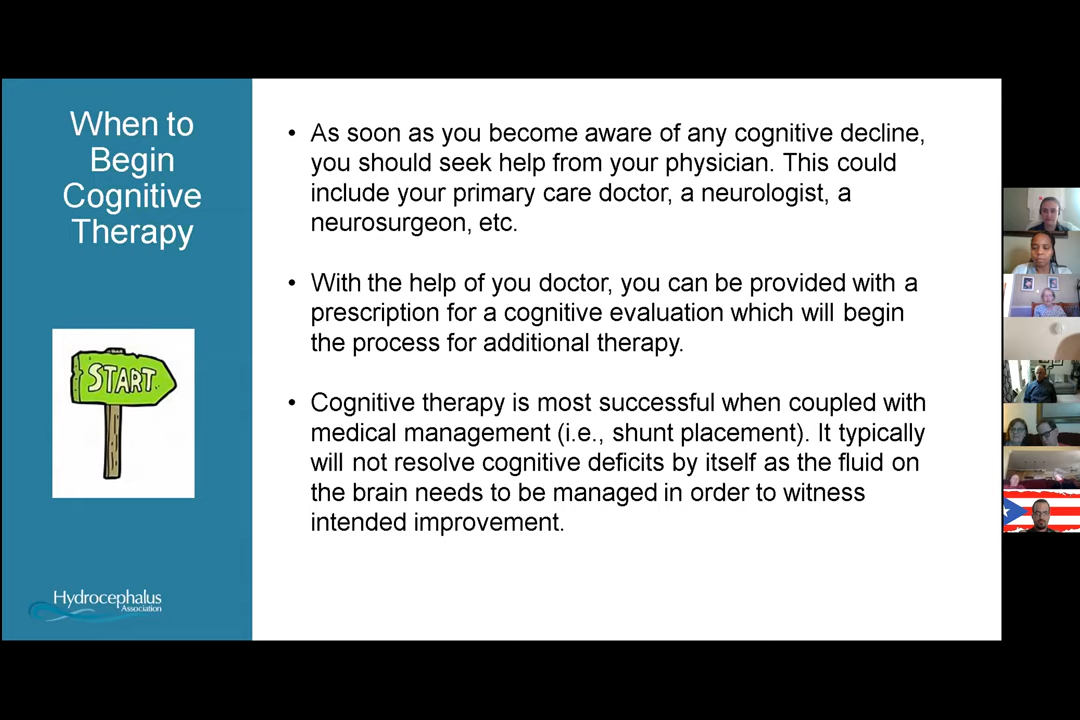 When to
Begin
Cognitive
Therapy
START
Hydrocephalus
Association
• As soon as you become aware of any cognitive decline,
you should seek help from your physician. This could
include your primary care doctor, a neurologist, a
neurosurgeon, etc.
• With the help of you doctor, you can be provided with a
prescription for a cognitive evaluation which will begin
the process for additional therapy.
• Cognitive therapy is most successful when coupled with
medical management (i.e., shunt placement). It typically
will not resolve cognitive deficits by itself as the fluid on
the brain needs to be managed in order to witness
intended improvement.